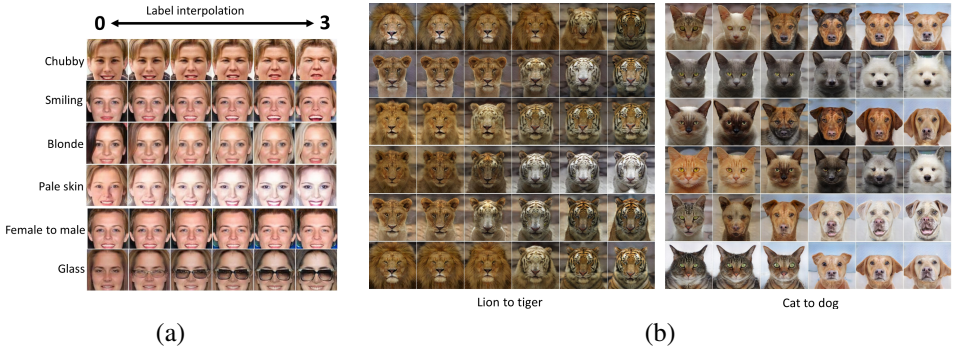 Label interpolation
0 3
Chubby
Smiling
Blonde
Pale skin
Female to male
Glass
Lion to tiger
Cat to dog
(a)
(b)